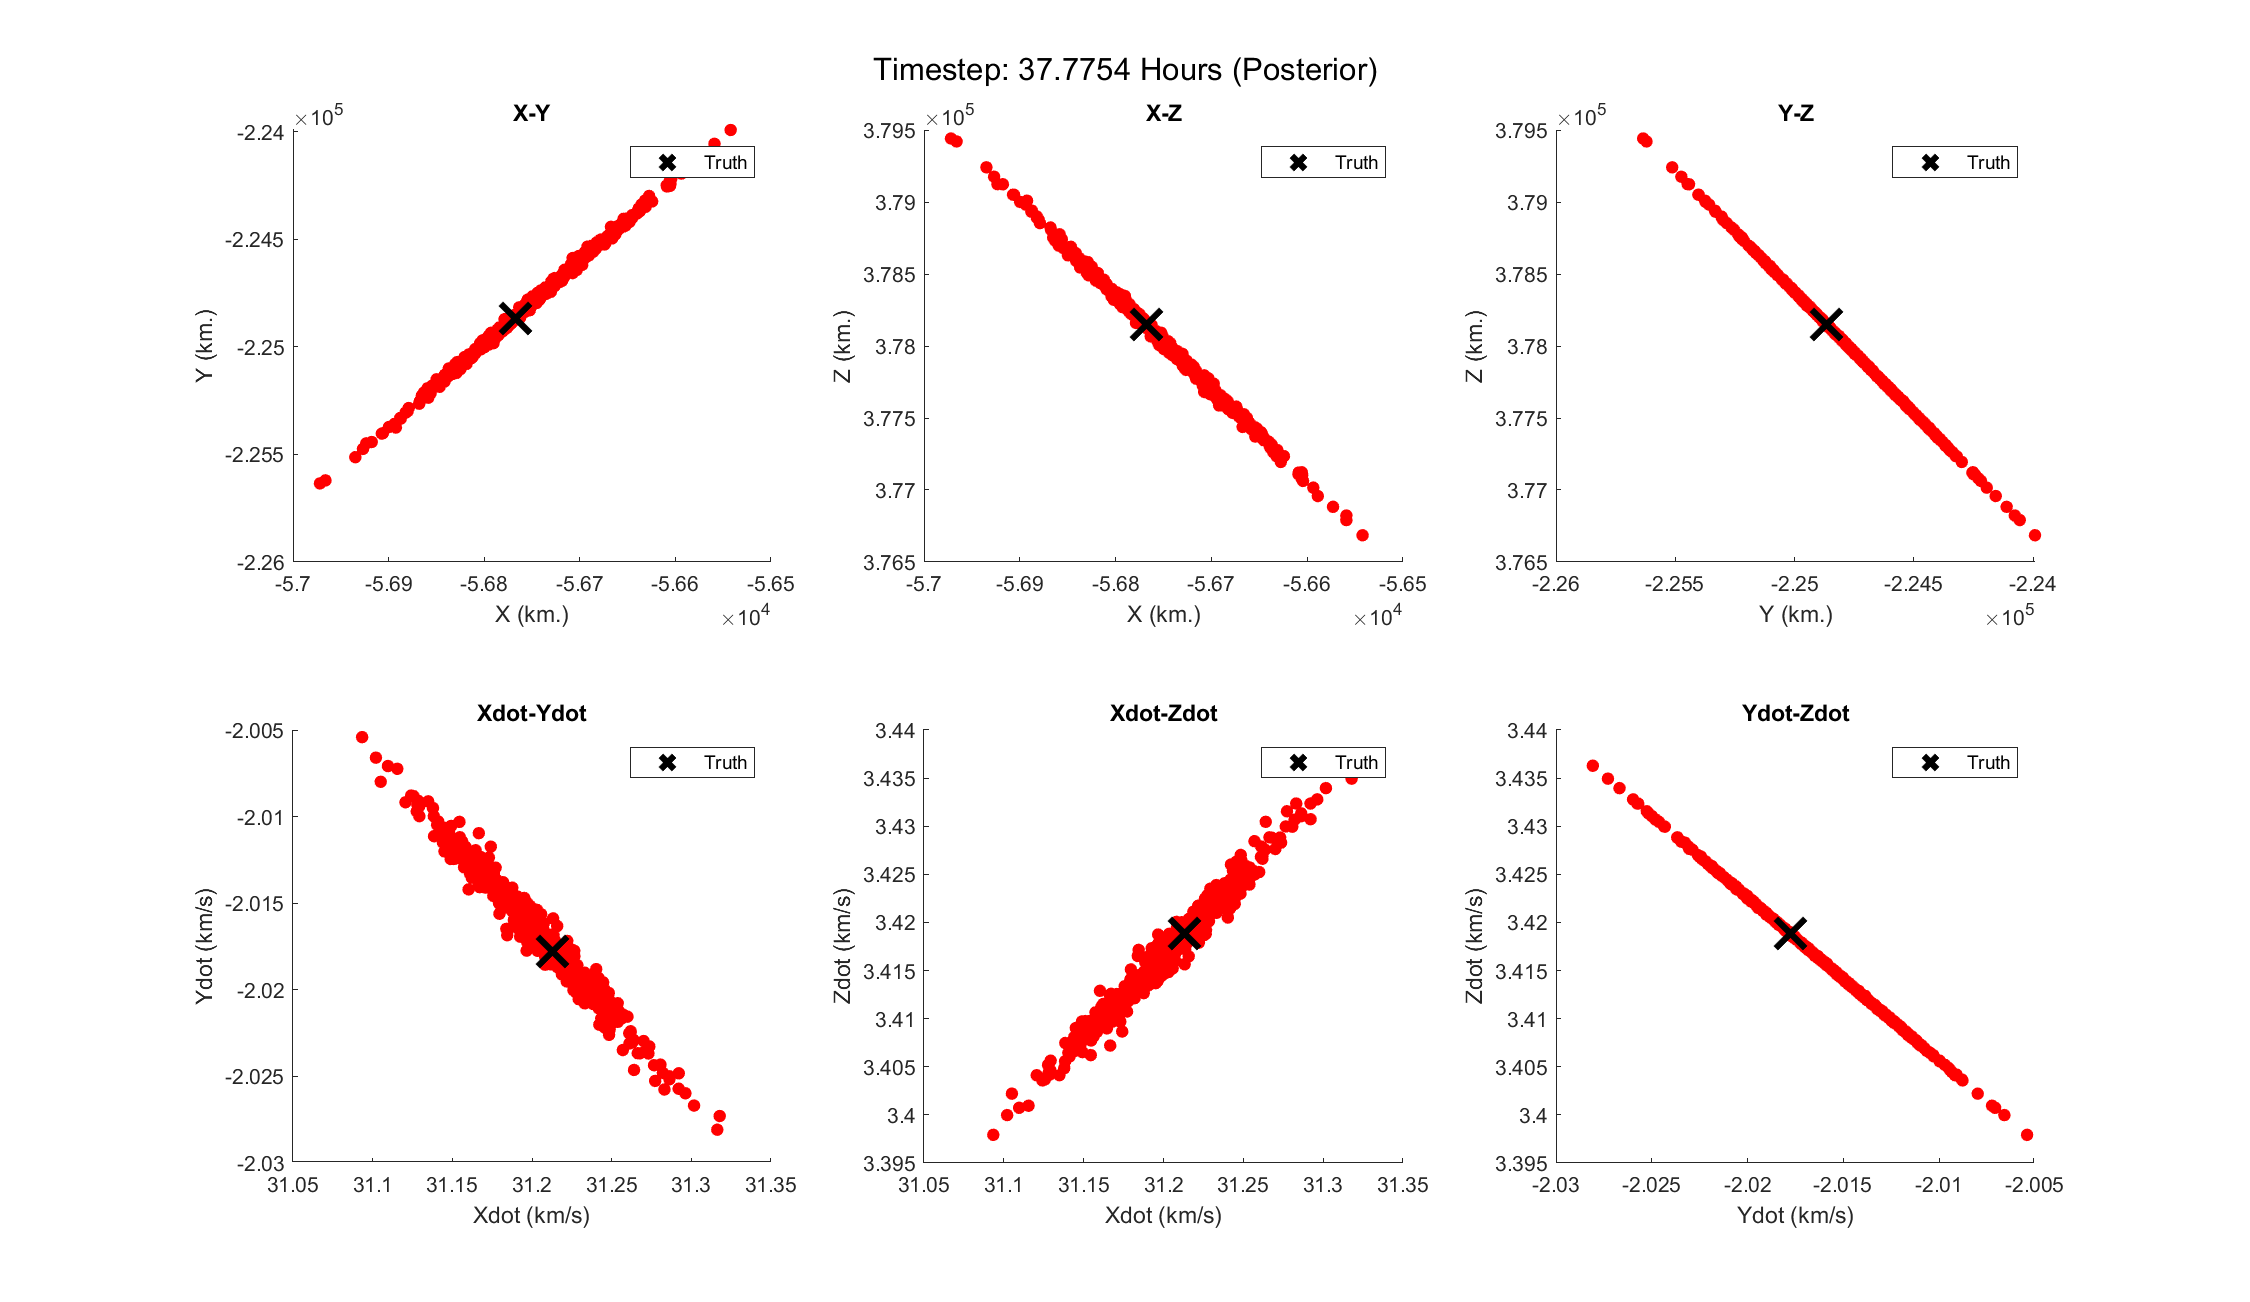 Timestep: 37.7754 Hours (Posterior)
X-Y
×10^5
-2.24
-2.245
-2.25
-2.255
-2.26
Y (km.)
Truth
-5.7 -5.69 -5.68 -5.67 -5.66 -5.65
X (km.)
×10^4
X-Z
×10^5
3.795
3.79
3.785
3.78
3.775
3.77
3.765
Z (km.)
Truth
-5.7 -5.69 -5.68 -5.67 -5.66 -5.65
X (km.)
×10^4
Y-Z
×10^5
3.795
3.79
3.785
3.78
3.775
3.77
3.765
Z (km.)
Truth
-2.26 -2.255 -2.25 -2.245 -2.24
Y (km.)
×10^5
Xdot-Ydot
-2.005
-2.01
-2.015
-2.02
-2.025
-2.03
Ydot (km/s)
Truth
31.05 31.1 31.15 31.2 31.25 31.3 31.35
Xdot (km/s)
Xdot-Zdot
3.44
3.435
3.43
3.425
3.42
3.415
3.41
3.405
3.4
3.395
Zdot (km/s)
Truth
31.05 31.1 31.15 31.2 31.25 31.3 31.35
Xdot (km/s)
Ydot-Zdot
3.44
3.435
3.43
3.425
3.42
3.415
3.41
3.405
3.4
3.395
Zdot (km/s)
Truth
-2.03 -2.025 -2.02 -2.015 -2.01 -2.005
Ydot (km/s)